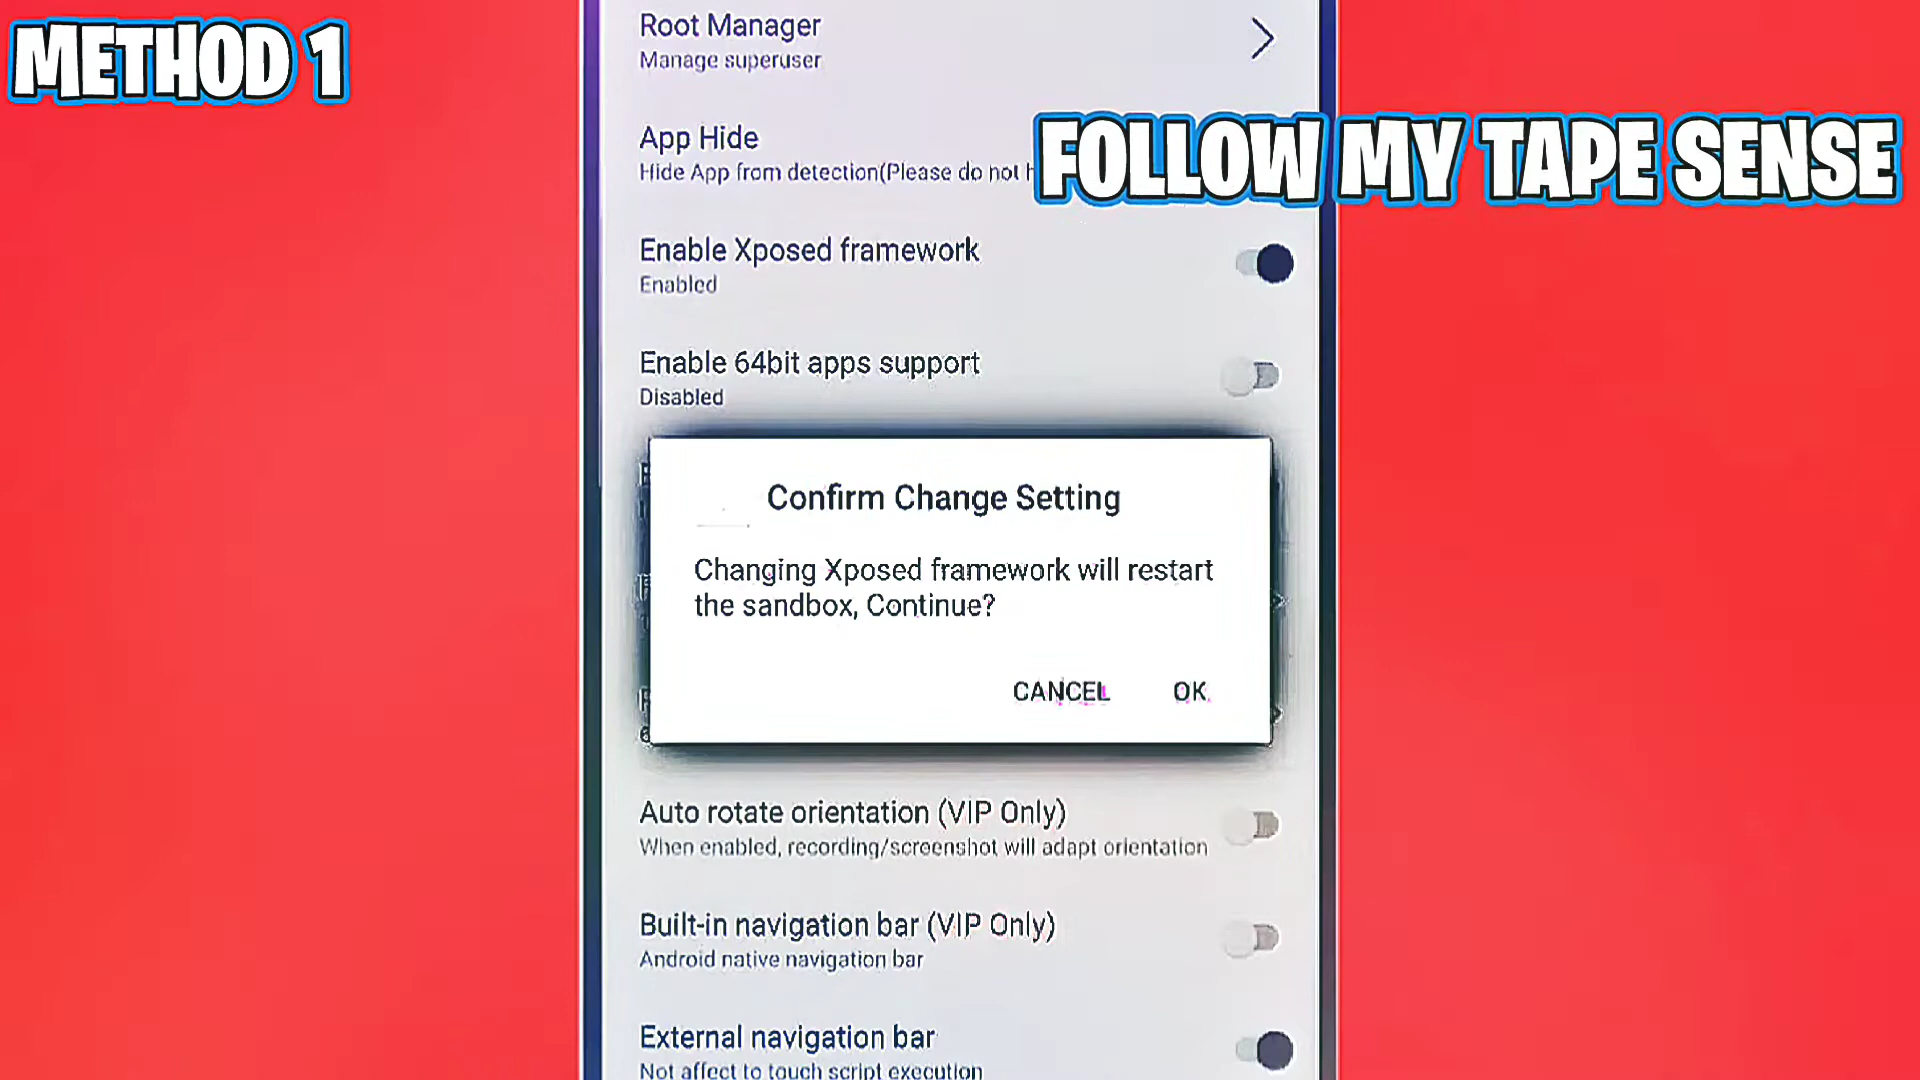 METHOD 1
Root Manager
Manage superuser
FOLLOW MY TAPE SENSE
App Hide
Hide App from detection(Please do not
Enable Xposed framework
Enabled
Enable 64bit apps support
Disabled
Confirm Change Setting
Changing Xposed framework will restart
the sandbox, Continue?
CANCEL OK
Auto rotate orientation (VIP Only)
When enabled, recording/screenshot will adapt orientation
Built-in navigation bar (VIP Only)
Android native navigation bar
External navigation bar
Not affect to touch script execution